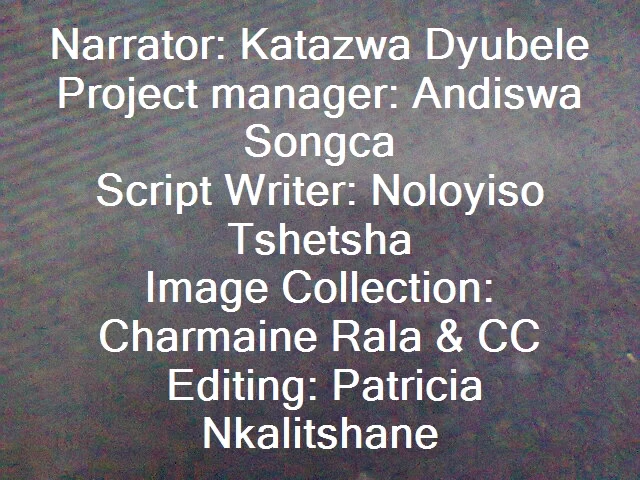 Narrator: Katazwa Dyubele
Project manager: Andiswa
Songca
Script Writer: Noloyiso
Tshetsha
Image Collection:
Charmaine Rala & CC
Editing: Patricia
Nkalitshane